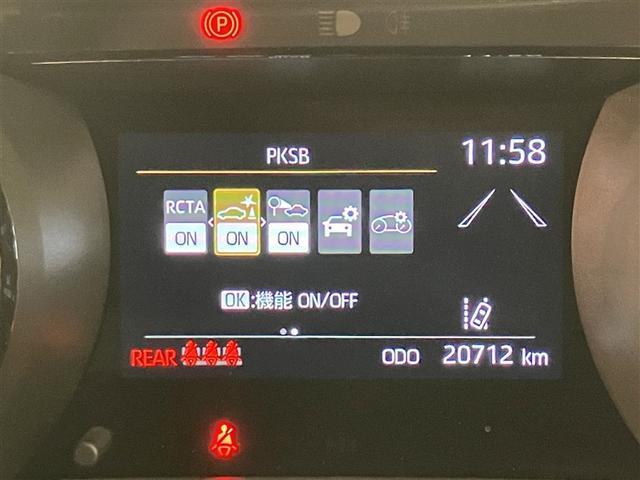 P
PKSB
11:58
RCTA
ON ON ON
OK:機能 ON/OFF
REAR
ODO 20712 km